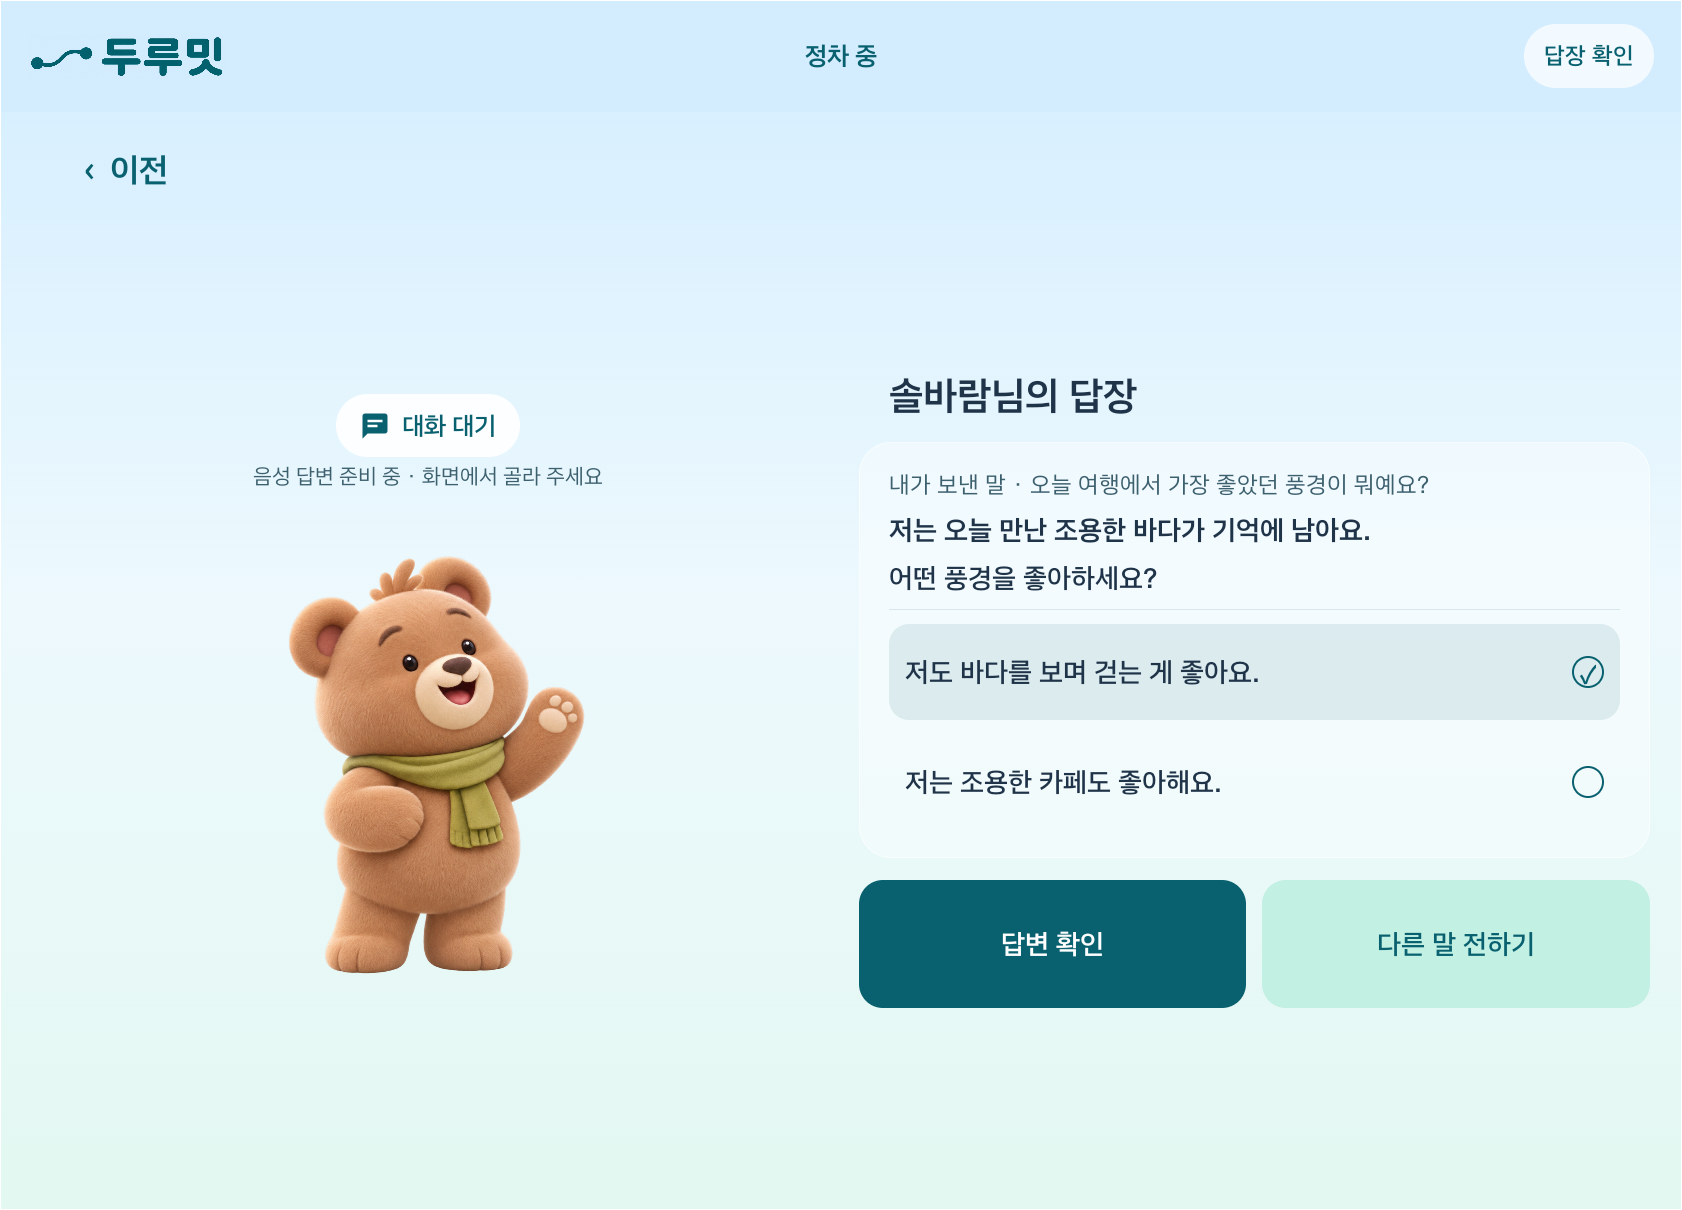 두루밋
정차 중
답장 확인
‹ 이전
대화 대기
음성 답변 준비 중 · 화면에서 골라 주세요
솔바람님의 답장
내가 보낸 말 · 오늘 여행에서 가장 좋았던 풍경이 뭐예요?
저는 오늘 만난 조용한 바다가 기억에 남아요.
어떤 풍경을 좋아하세요?
저도 바다를 보며 걷는 게 좋아요.
저는 조용한 카페도 좋아해요.
답변 확인
다른 말 전하기